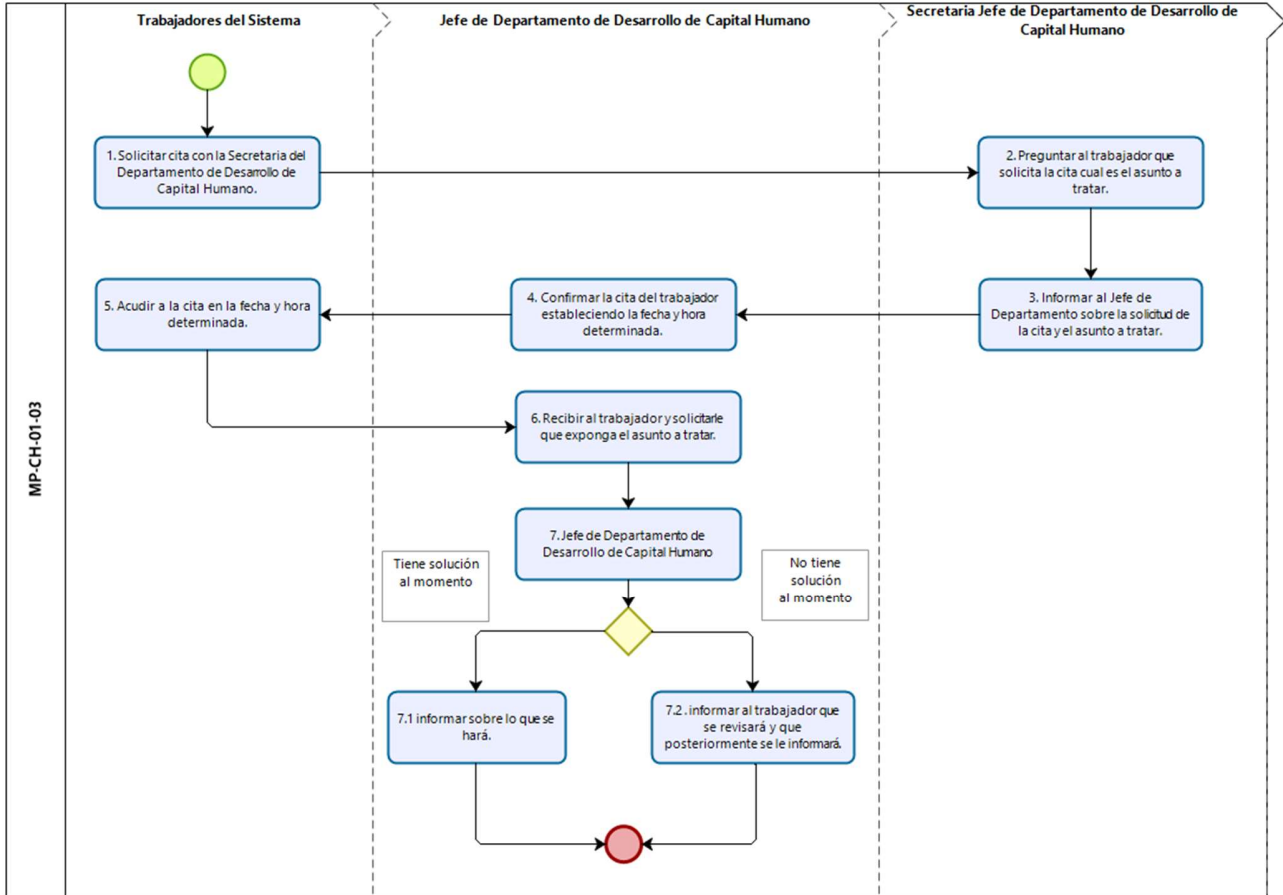 Trabajadores del Sistema
Jefe de Departamento de Desarrollo de Capital Humano
Secretaria Jefe de Departamento de Desarrollo de
Capital Humano
MP-CH-01-03
1. Solicitar cita con la Secretaria del
Departamento de Desarrollo de
Capital Humano.
2. Preguntar al trabajador que
solicita la cita cual es el asunto a
tratar.
3. Informar al Jefe de
Departamento sobre la solicitud de
la cita y el asunto a tratar.
4. Confirmar la cita del trabajador
estableciendo la fecha y hora
determinada.
5. Acudir a la cita en la fecha y hora
determinada.
6. Recibir al trabajador y solicitarle
que exponga el asunto a tratar.
7. Jefe de Departamento de
Desarrollo de Capital Humano
Tiene solución
al momento
No tiene
solución
al momento
7.1 informar sobre lo que se
hará.
7.2. informar al trabajador que
se revisará y que
posteriormente se le informará.